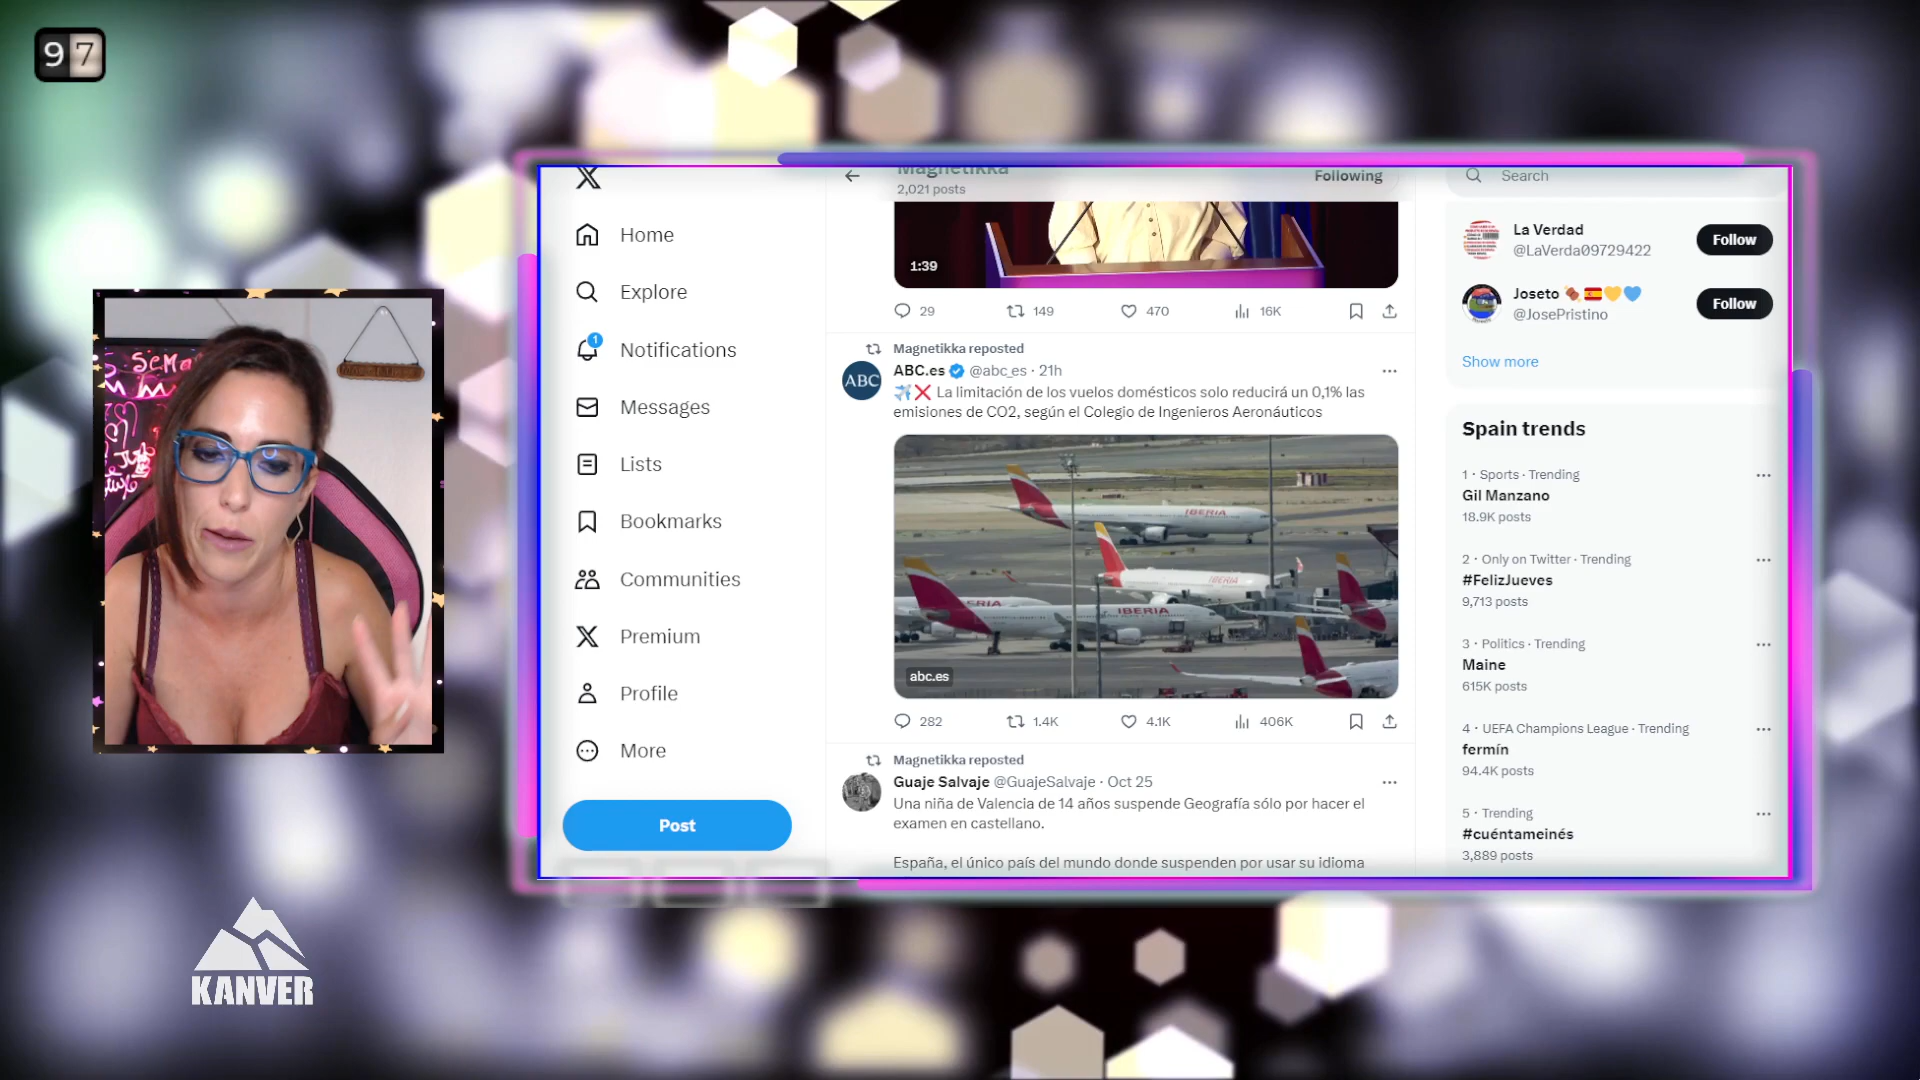 97
SeMa
KANVER
X
Home
Explore
1
Notifications
Messages
Lists
Bookmarks
Communities
Premium
Profile
More
Post
Magnetikka
2,021 posts
Following
1:39
29 149 470 16K
Magnetikka reposted
ABC
ABC.es @abc_es · 21h
✈️❌ La limitación de los vuelos domésticos solo reducirá un 0,1% las
emisiones de CO2, según el Colegio de Ingenieros Aeronáuticos
IBERIA
IBERIA
IBERIA
abc.es
282 1.4K 4.1K 406K
Magnetikka reposted
Guaje Salvaje @GuajeSalvaje · Oct 25
Una niña de Valencia de 14 años suspende Geografía sólo por hacer el
examen en castellano.
España, el único país del mundo donde suspenden por usar su idioma
Search
La Verdad
@LaVerda09729422
Follow
Joseto 🍫🇪🇸💛💙
@JosePristino
Follow
Show more
Spain trends
1 · Sports · Trending
Gil Manzano
18.9K posts
2 · Only on Twitter · Trending
#FelizJueves
9,713 posts
3 · Politics · Trending
Maine
615K posts
4 · UEFA Champions League · Trending
fermín
94.4K posts
5 · Trending
#cuéntameinés
3,889 posts